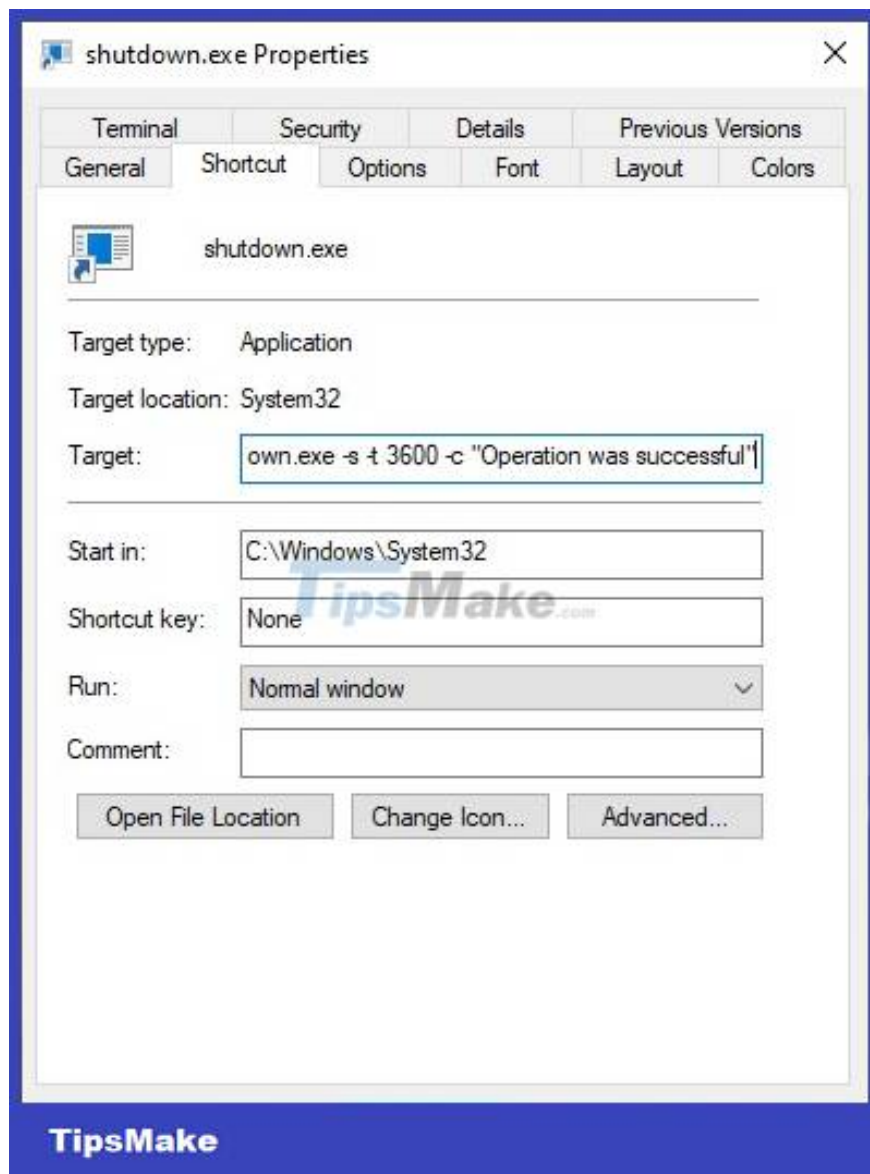 shutdown.exe Properties
Terminal Security Details Previous Versions
General Shortcut Options Font Layout Colors
shutdown.exe
Target type: Application
Target location: System32
Target: own.exe -s -t 3600 -c "Operation was successful"
Start in: C:\Windows\System32
TipsMake.com
Shortcut key: None
Run: Normal window
Comment:
Open File Location Change Icon... Advanced...
TipsMake